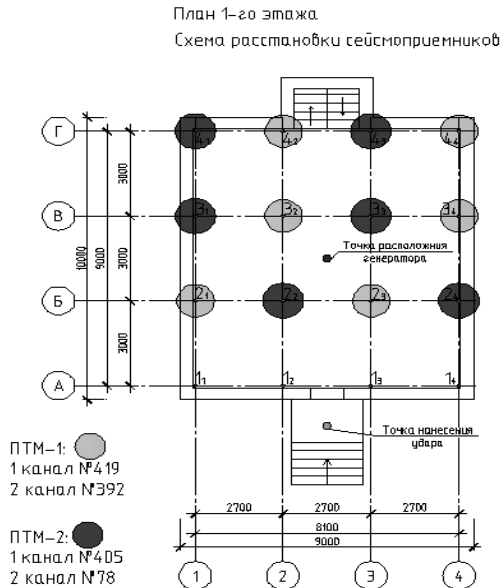 План 1-го этажа
Схема расстановки сейсмоприемников
Г
4₁ 4₂ 4₃ 4₄
3000
В
3₁ 3₂ 3₃ 3₄
10000
9000
3000
Точка расположния
генератора
Б
2₁ 2₂ 2₃ 2₄
3000
А
1₁ 1₂ 1₃ 1₄
Точка нанесения
удара
ПТМ-1:
1 канал №419
2 канал №392
ПТМ-2:
1 канал №405
2 канал №78
2700 2700 2700
8100
9000
1 2 3 4